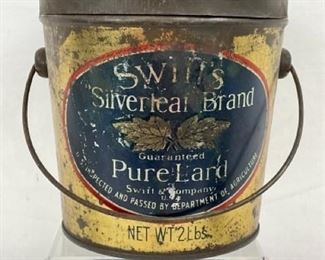 Swift's
"Silverleaf" Brand
Guaranteed
Pure Lard
Swift & Company
U.S.A.
INSPECTED AND PASSED BY DEPARTMENT OF AGRICULTURE
NET WT 2 Lbs.